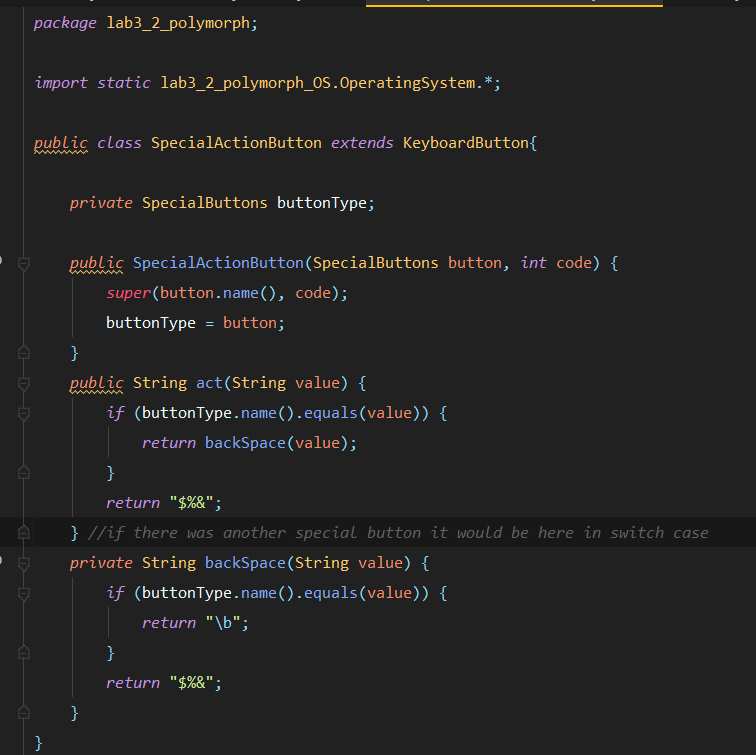 package lab3_2_polymorph;
import static lab3_2_polymorph_OS.OperatingSystem.*;
public class SpecialActionButton extends KeyboardButton{
private SpecialButtons buttonType;
public SpecialActionButton(SpecialButtons button, int code) {
super(button.name(), code);
buttonType = button;
}
public String act(String value) {
if (buttonType.name().equals(value)) {
return backSpace(value);
}
return "$%&";
} //if there was another special button it would be here in switch case
private String backSpace(String value) {
if (buttonType.name().equals(value)) {
return "\b";
}
return "$%&";
}
}